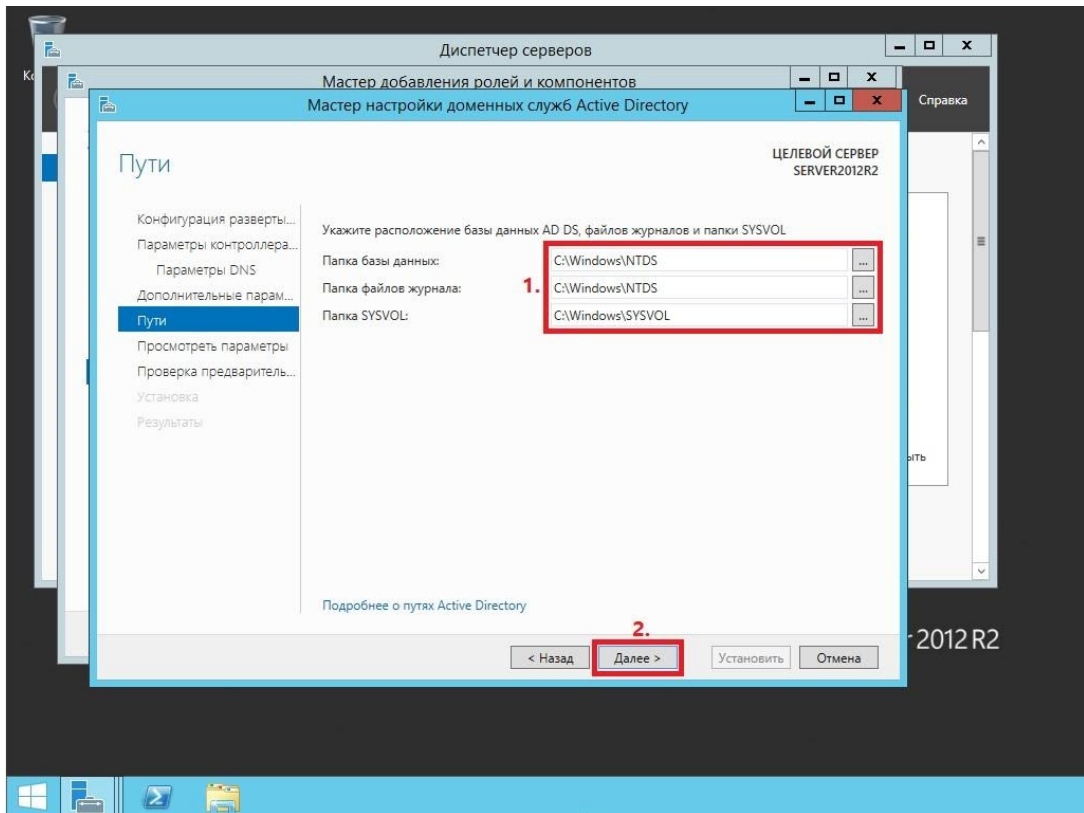 Диспетчер серверов
Мастер добавления ролей и компонентов
Мастер настройки доменных служб Active Directory
Справка
Пути
ЦЕЛЕВОЙ СЕРВЕР
SERVER2012R2
Конфигурация разверты...
Параметры контроллера...
Параметры DNS
Дополнительные парам...
Пути
Просмотреть параметры
Проверка предваритель...
Установка
Результаты
Укажите расположение базы данных AD DS, файлов журналов и папки SYSVOL
Папка базы данных: C:\Windows\NTDS ...
1. Папка файлов журнала: C:\Windows\NTDS ...
Папка SYSVOL: C:\Windows\SYSVOL ...
Подробнее о путях Active Directory
2.
< Назад Далее > Установить Отмена
2012 R2